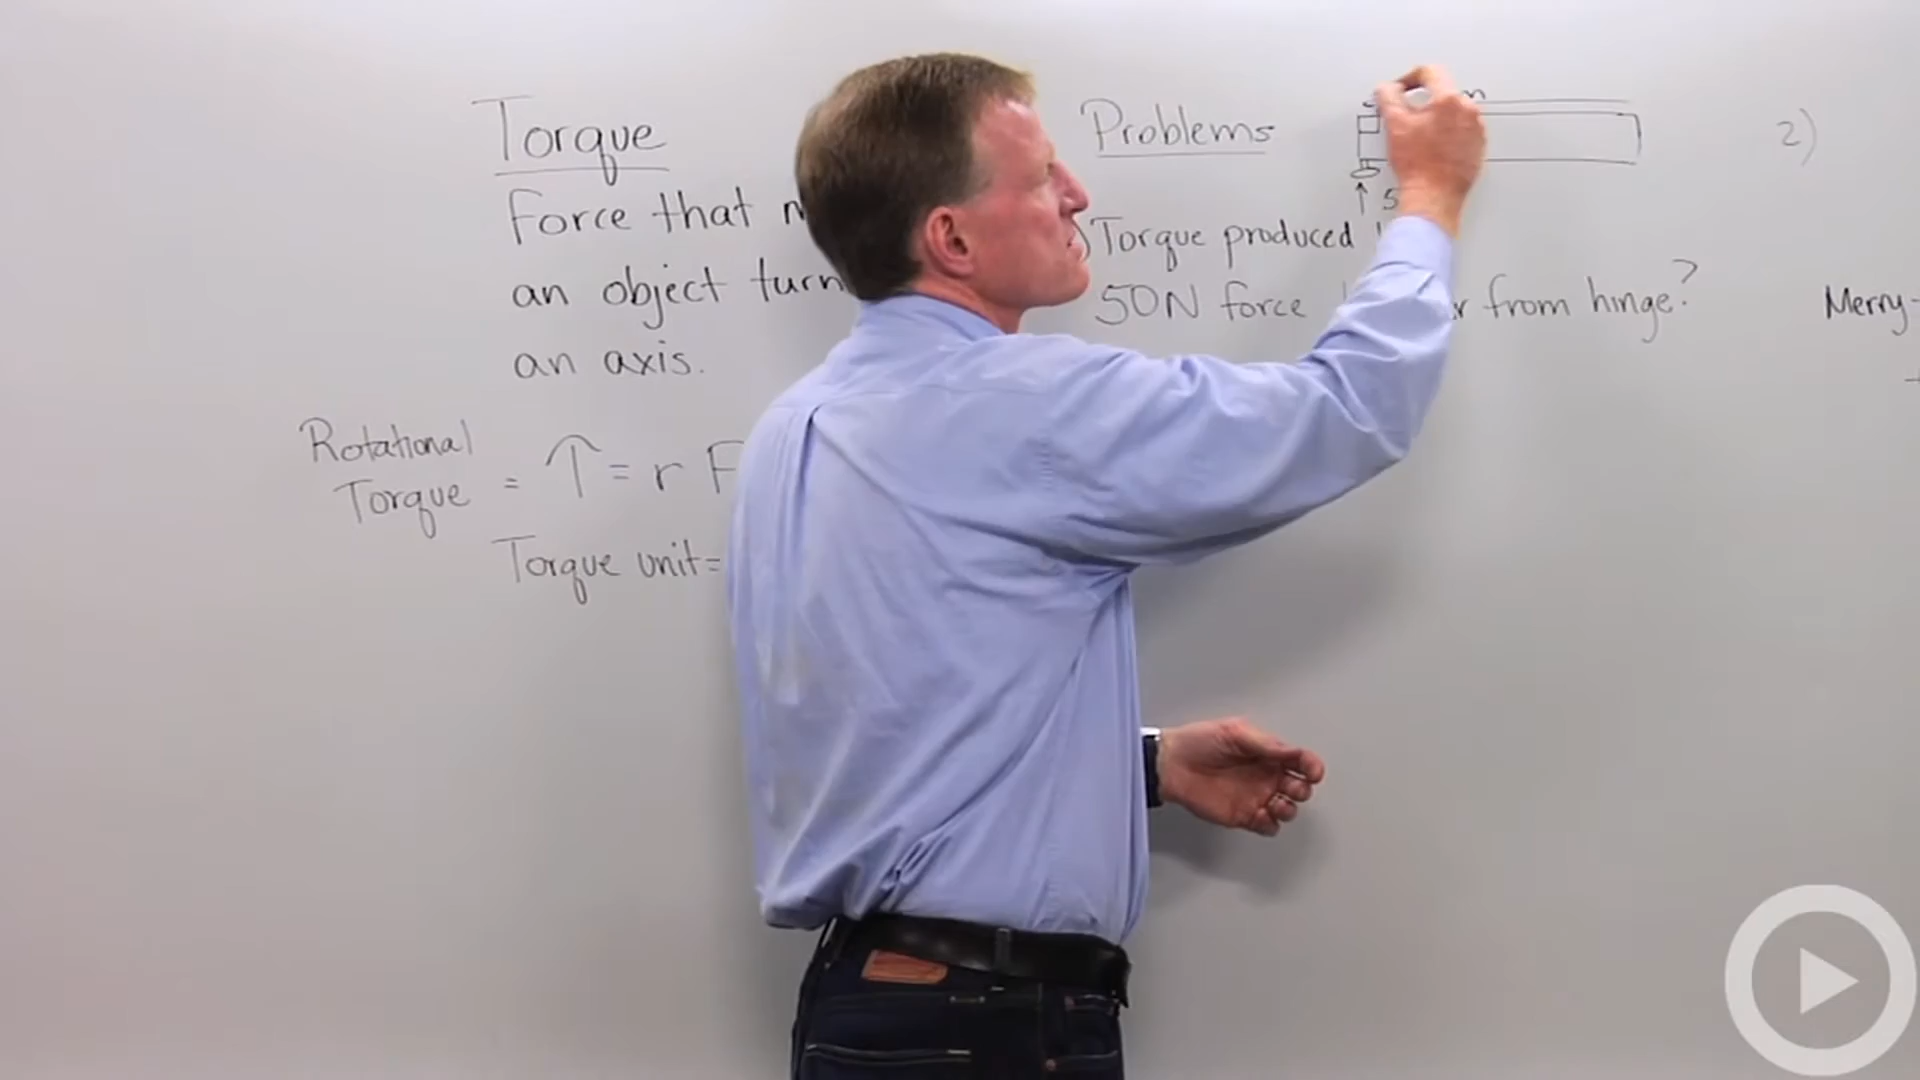 Torque
Force that
an object turn
an axis.
Rotational
Torque = τ = r F
Torque unit=
Problems
m
5
Torque produced
50N force from hinge?
2)
Merry-